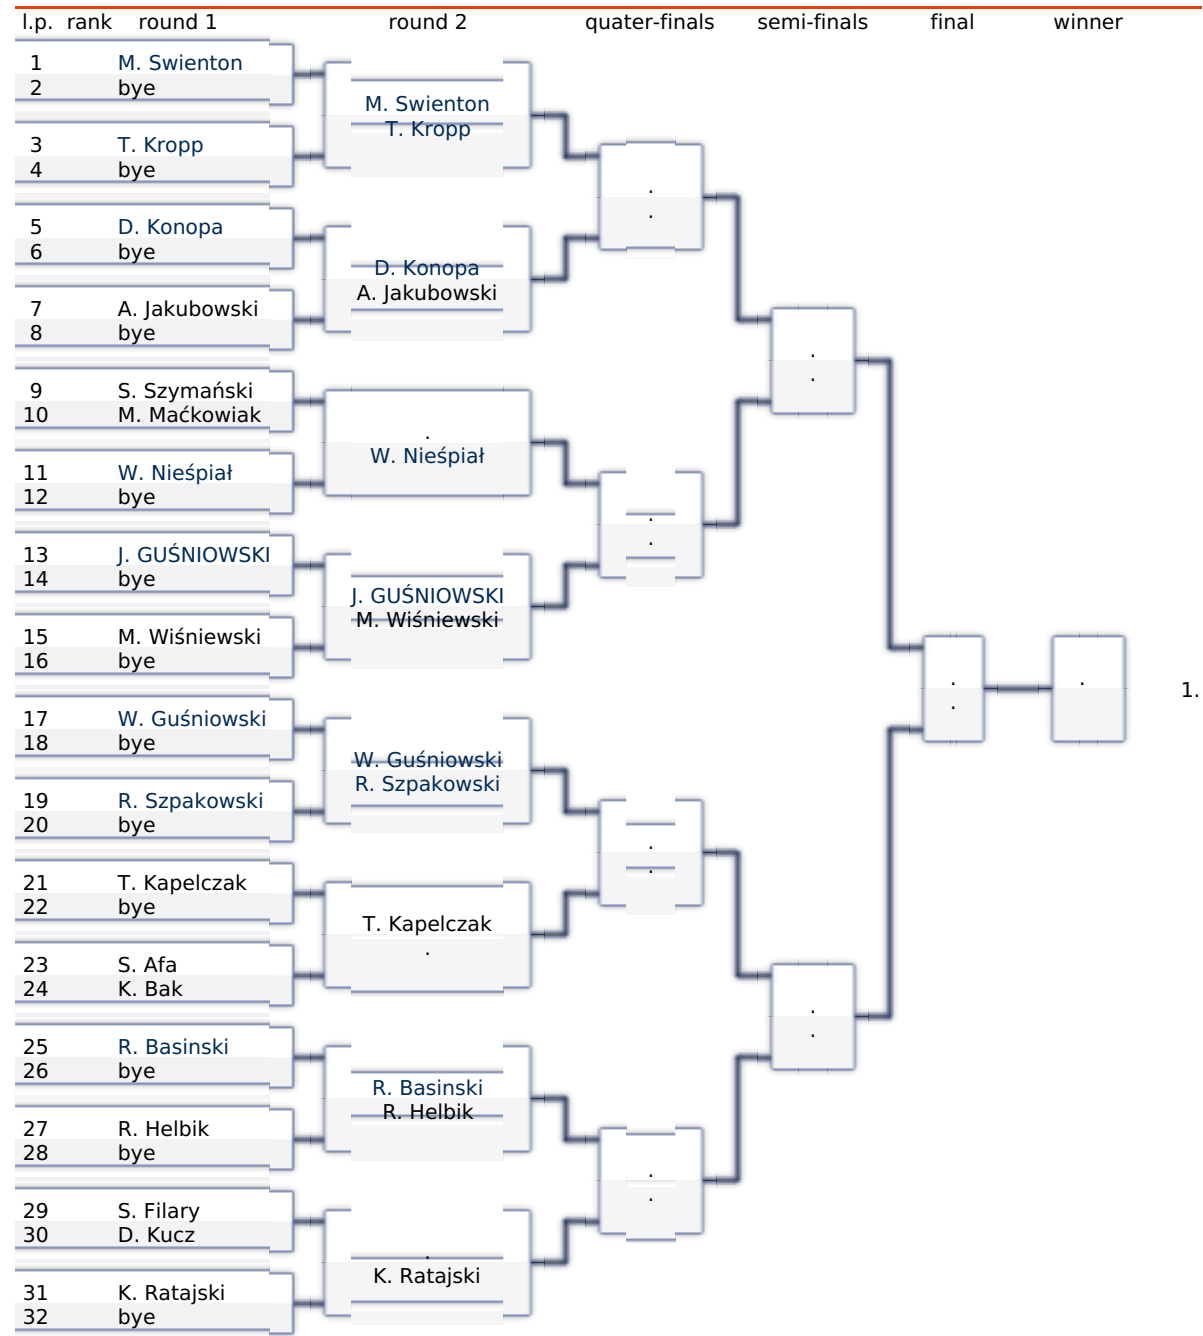 l.p. rank round 1 round 2 quater-finals semi-finals final winner
1 M. Swienton
2 bye
M. Swienton
T. Kropp
3 T. Kropp
4 bye
.
.
5 D. Konopa
6 bye
D. Konopa
A. Jakubowski
7 A. Jakubowski
8 bye
.
.
9 S. Szymański
10 M. Maćkowiak
.
W. Nieśpiał
11 W. Nieśpiał
12 bye
.
.
13 J. GUŚNIOWSKI
14 bye
J. GUŚNIOWSKI
M. Wiśniewski
15 M. Wiśniewski
16 bye
.
.
.
1.
17 W. Guśniowski
18 bye
W. Guśniowski
R. Szpakowski
19 R. Szpakowski
20 bye
.
.
21 T. Kapelczak
22 bye
T. Kapelczak
.
23 S. Afa
24 K. Bak
.
.
25 R. Basinski
26 bye
R. Basinski
R. Helbik
27 R. Helbik
28 bye
.
.
29 S. Filary
30 D. Kucz
.
K. Ratajski
31 K. Ratajski
32 bye